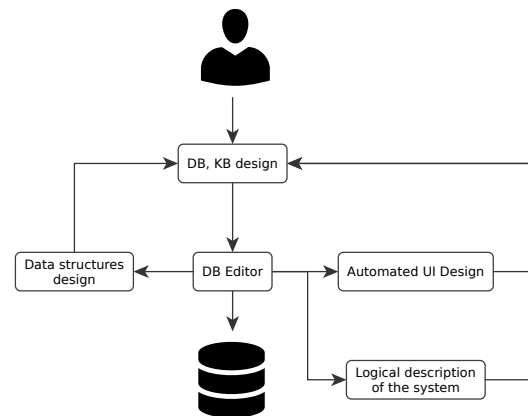 DB, KB design
Data structures
design
DB Editor
Automated UI Design
Logical description
of the system